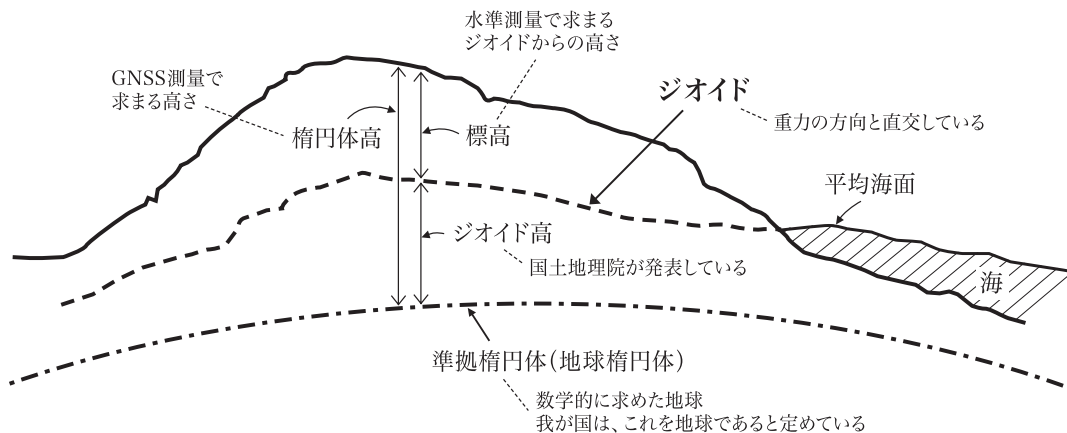 水準測量で求まる
ジオイドからの高さ
GNSS測量で
求まる高さ
ジオイド
重力の方向と直交している
楕円体高
標高
平均海面
ジオイド高
国土地理院が発表している
海
準拠楕円体(地球楕円体)
数学的に求めた地球
我が国は、これを地球であると定めている